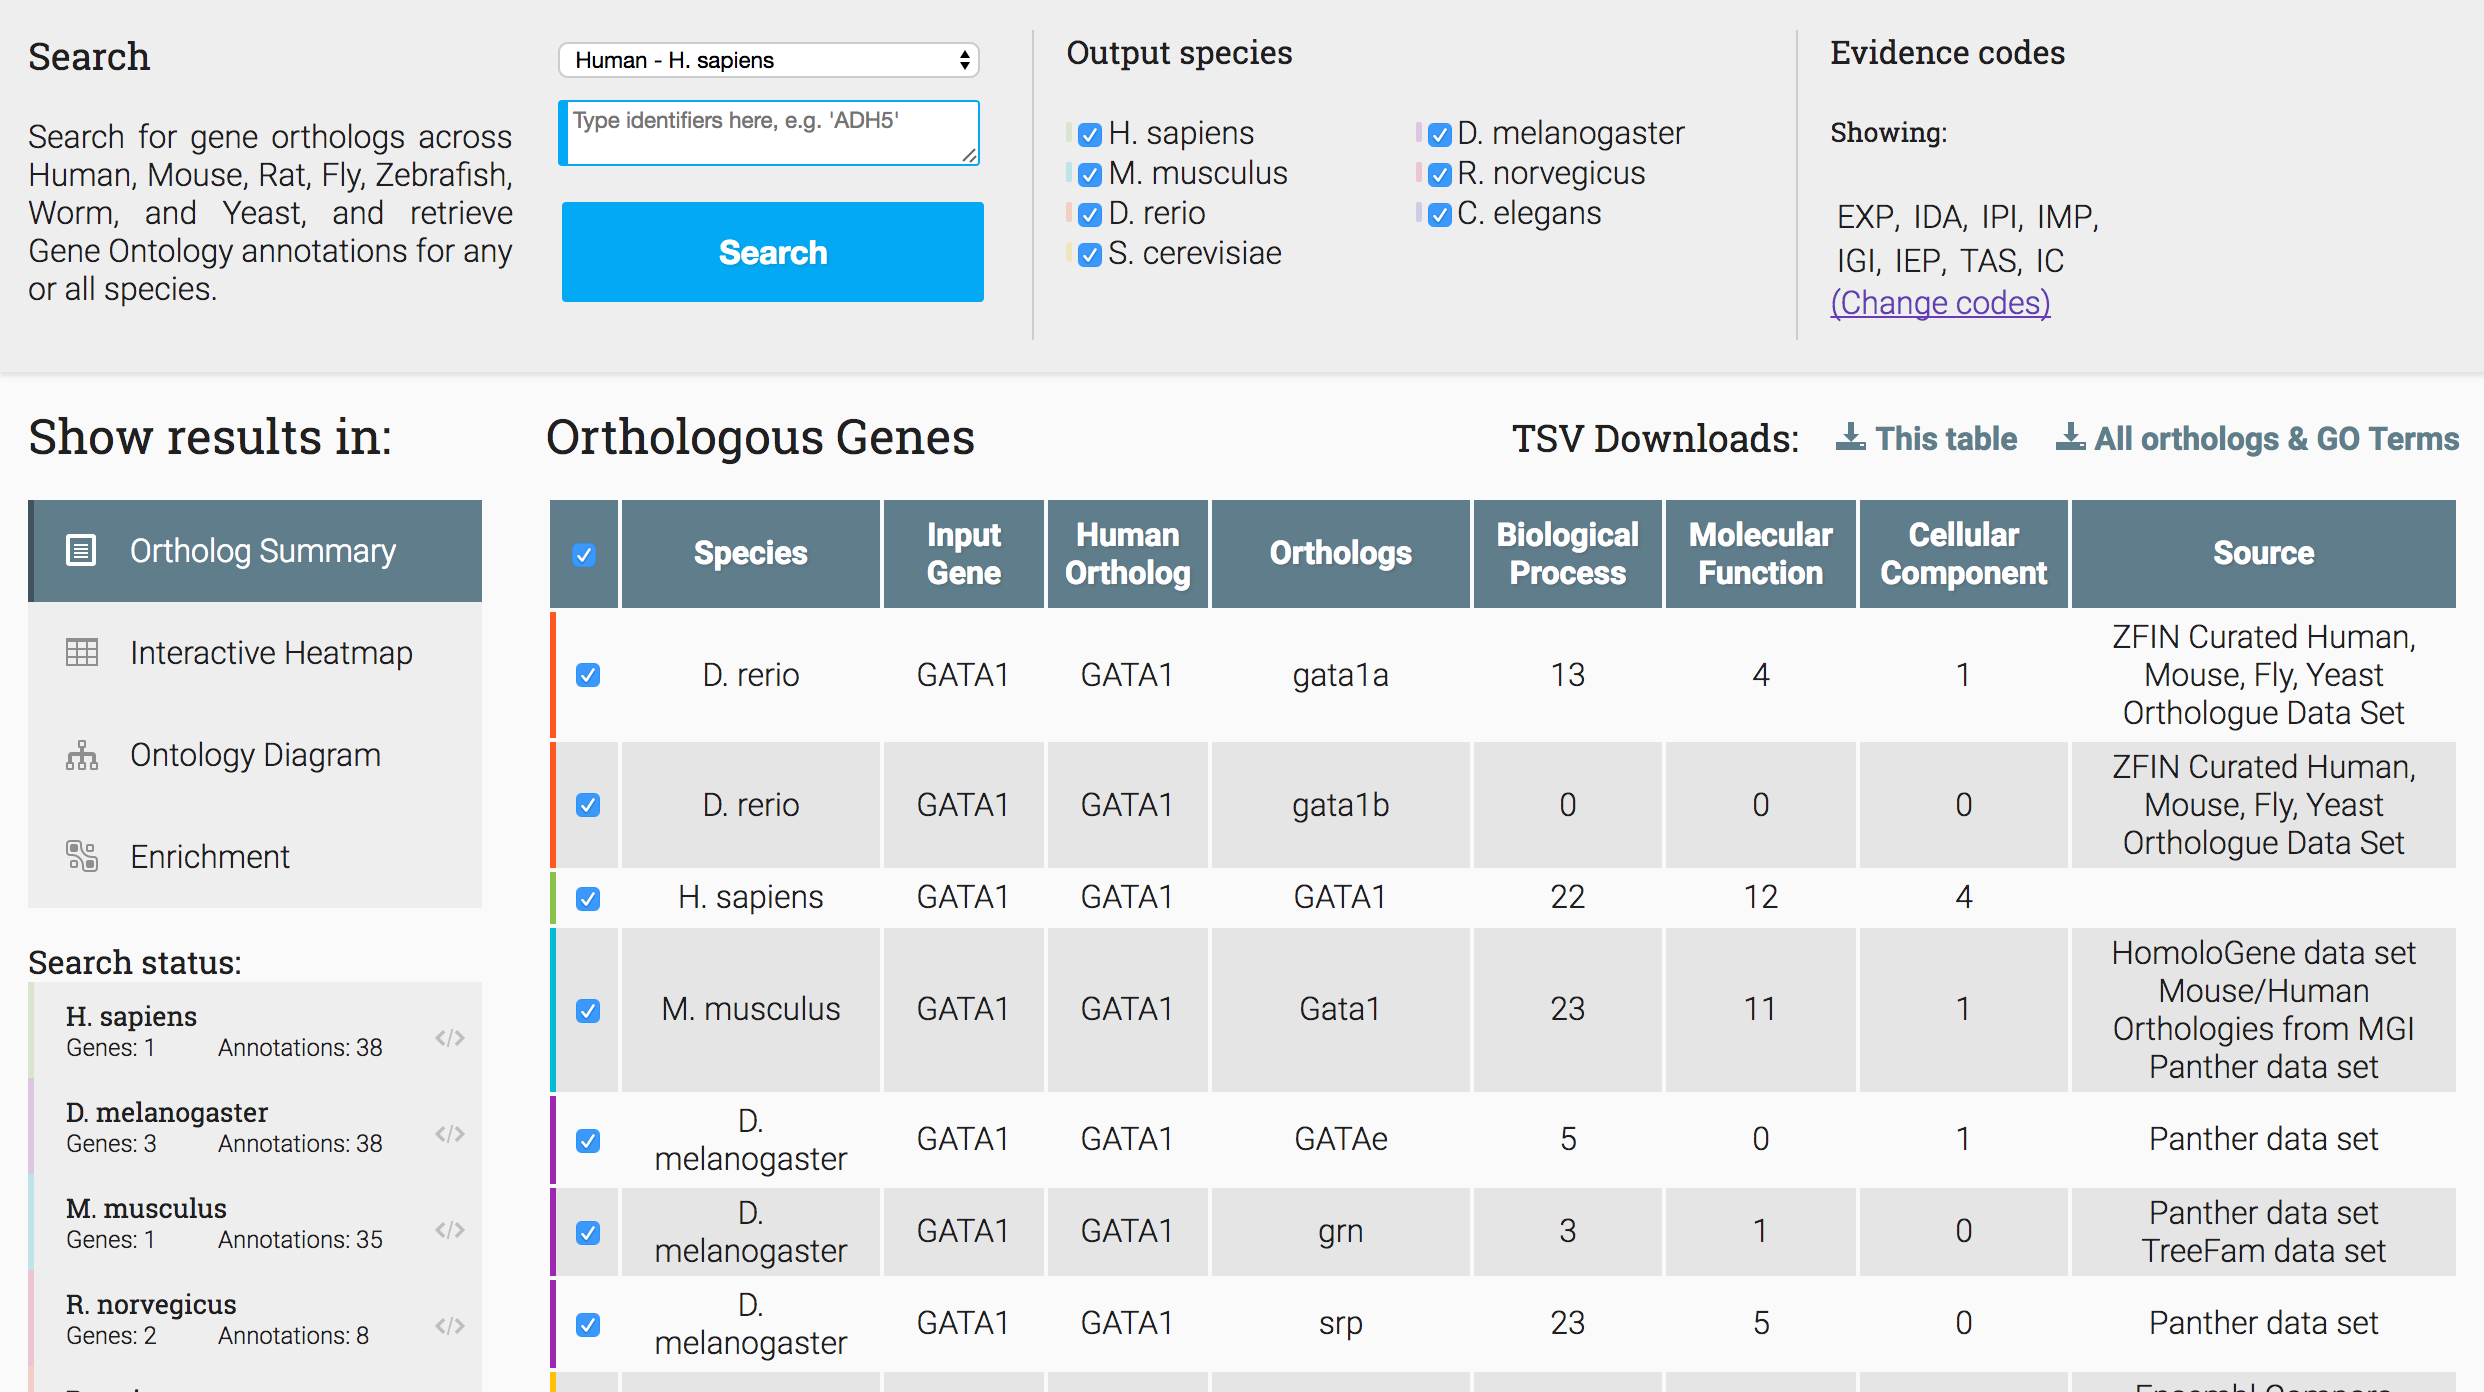 Search
Search for gene orthologs across
Human, Mouse, Rat, Fly, Zebrafish,
Worm, and Yeast, and retrieve
Gene Ontology annotations for any
or all species.
Human - H. sapiens
Type identifiers here, e.g. 'ADH5'
Search
Output species
H. sapiens
M. musculus
D. rerio
S. cerevisiae
D. melanogaster
R. norvegicus
C. elegans
Evidence codes
Showing:
EXP, IDA, IPI, IMP,
IGI, IEP, TAS, IC
(Change codes)
Show results in:
Ortholog Summary
Interactive Heatmap
Ontology Diagram
Enrichment
Search status:
H. sapiens
Genes: 1 Annotations: 38 </>
D. melanogaster
Genes: 3 Annotations: 38 </>
M. musculus
Genes: 1 Annotations: 35 </>
R. norvegicus
Genes: 2 Annotations: 8 </>
Orthologous Genes
TSV Downloads: This table All orthologs & GO Terms
Species Input Gene Human Ortholog Orthologs Biological Process Molecular Function Cellular Component Source
D. rerio GATA1 GATA1 gata1a 13 4 1 ZFIN Curated Human,
Mouse, Fly, Yeast
Orthologue Data Set
D. rerio GATA1 GATA1 gata1b 0 0 0 ZFIN Curated Human,
Mouse, Fly, Yeast
Orthologue Data Set
H. sapiens GATA1 GATA1 GATA1 22 12 4
M. musculus GATA1 GATA1 Gata1 23 11 1 HomoloGene data set
Mouse/Human
Orthologies from MGI
Panther data set
D. melanogaster GATA1 GATA1 GATAe 5 0 1 Panther data set
D. melanogaster GATA1 GATA1 grn 3 1 0 Panther data set
TreeFam data set
D. melanogaster GATA1 GATA1 srp 23 5 0 Panther data set